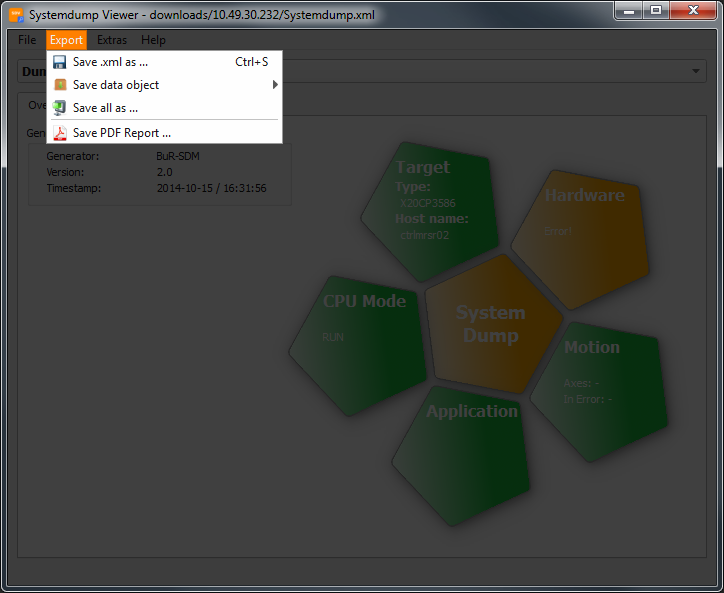 Systemdump Viewer - downloads/10.49.30.232/Systemdump.xml
File Export Extras Help
Save .xml as ... Ctrl+S
Save data object
Save all as ...
Save PDF Report ...
Generator: BuR-SDM
Version: 2.0
Timestamp: 2014-10-15 / 16:31:56
Target
Type:
X20CP3586
Host name:
ctrlmrsr02
Hardware
Error!
CPU Mode
RUN
System
Dump
Motion
Axes: -
In Error: -
Application